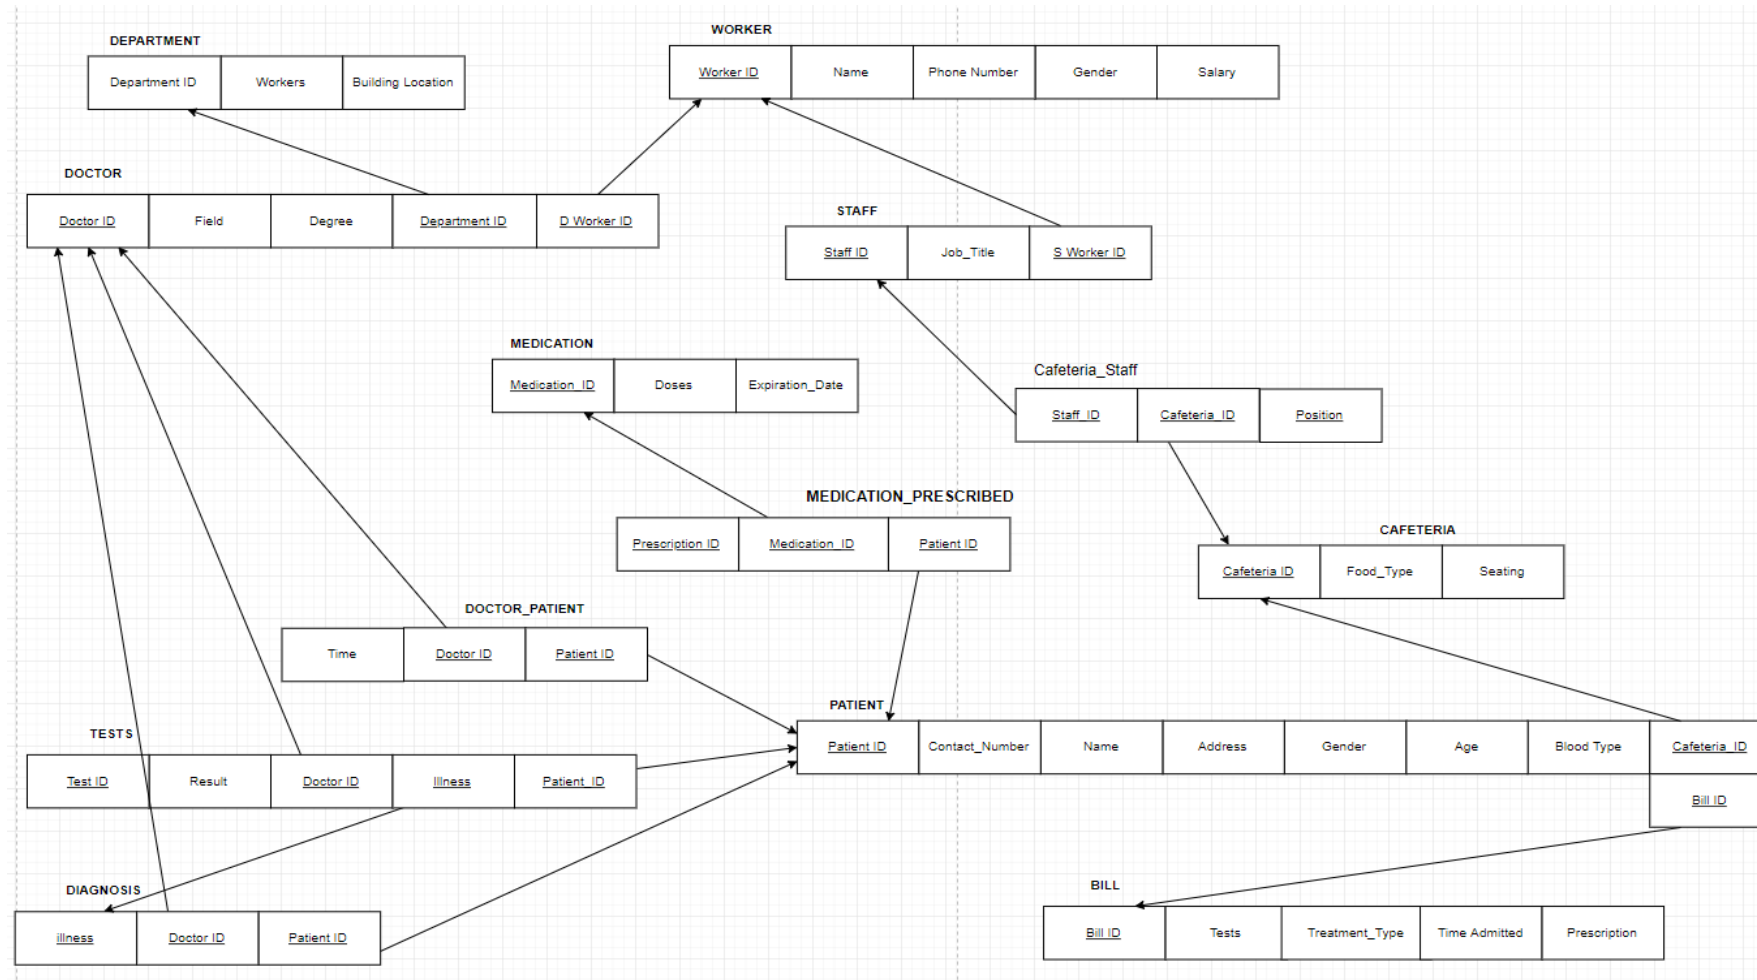 DEPARTMENT
Department ID Workers Building Location
WORKER
Worker ID Name Phone Number Gender Salary
DOCTOR
Doctor ID Field Degree Department ID D Worker ID
STAFF
Staff ID Job_Title S Worker ID
MEDICATION
Medication_ID Doses Expiration_Date
Cafeteria_Staff
Staff_ID Cafeteria_ID Position
MEDICATION_PRESCRIBED
Prescription ID Medication_ID Patient ID
CAFETERIA
Cafeteria ID Food_Type Seating
DOCTOR_PATIENT
Time Doctor ID Patient ID
PATIENT
Patient ID Contact_Number Name Address Gender Age Blood Type Cafeteria_ID
Bill ID
TESTS
Test ID Result Doctor ID Illness Patient_ID
DIAGNOSIS
illness Doctor ID Patient ID
BILL
Bill ID Tests Treatment_Type Time Admitted Prescription